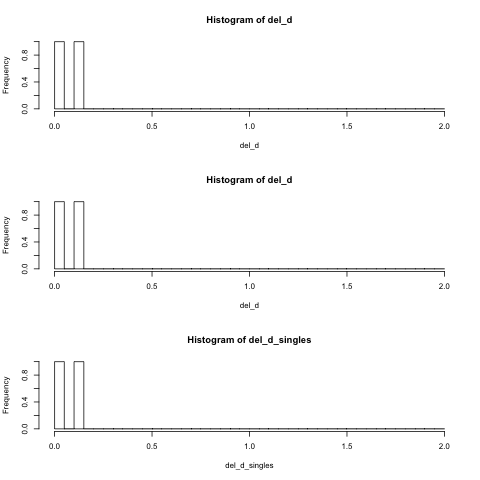 Histogram of del_d
Frequency
0.0 0.4 0.8
0.0 0.5 1.0 1.5 2.0
del_d
Histogram of del_d
Frequency
0.0 0.4 0.8
0.0 0.5 1.0 1.5 2.0
del_d
Histogram of del_d_singles
Frequency
0.0 0.4 0.8
0.0 0.5 1.0 1.5 2.0
del_d_singles